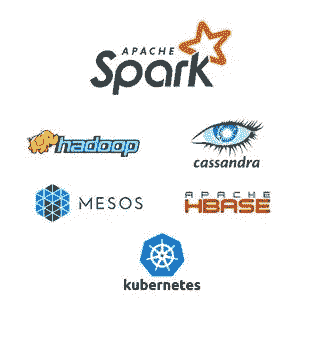 APACHE
Spark
hadoop
cassandra
MESOS
APACHE
HBASE
kubernetes